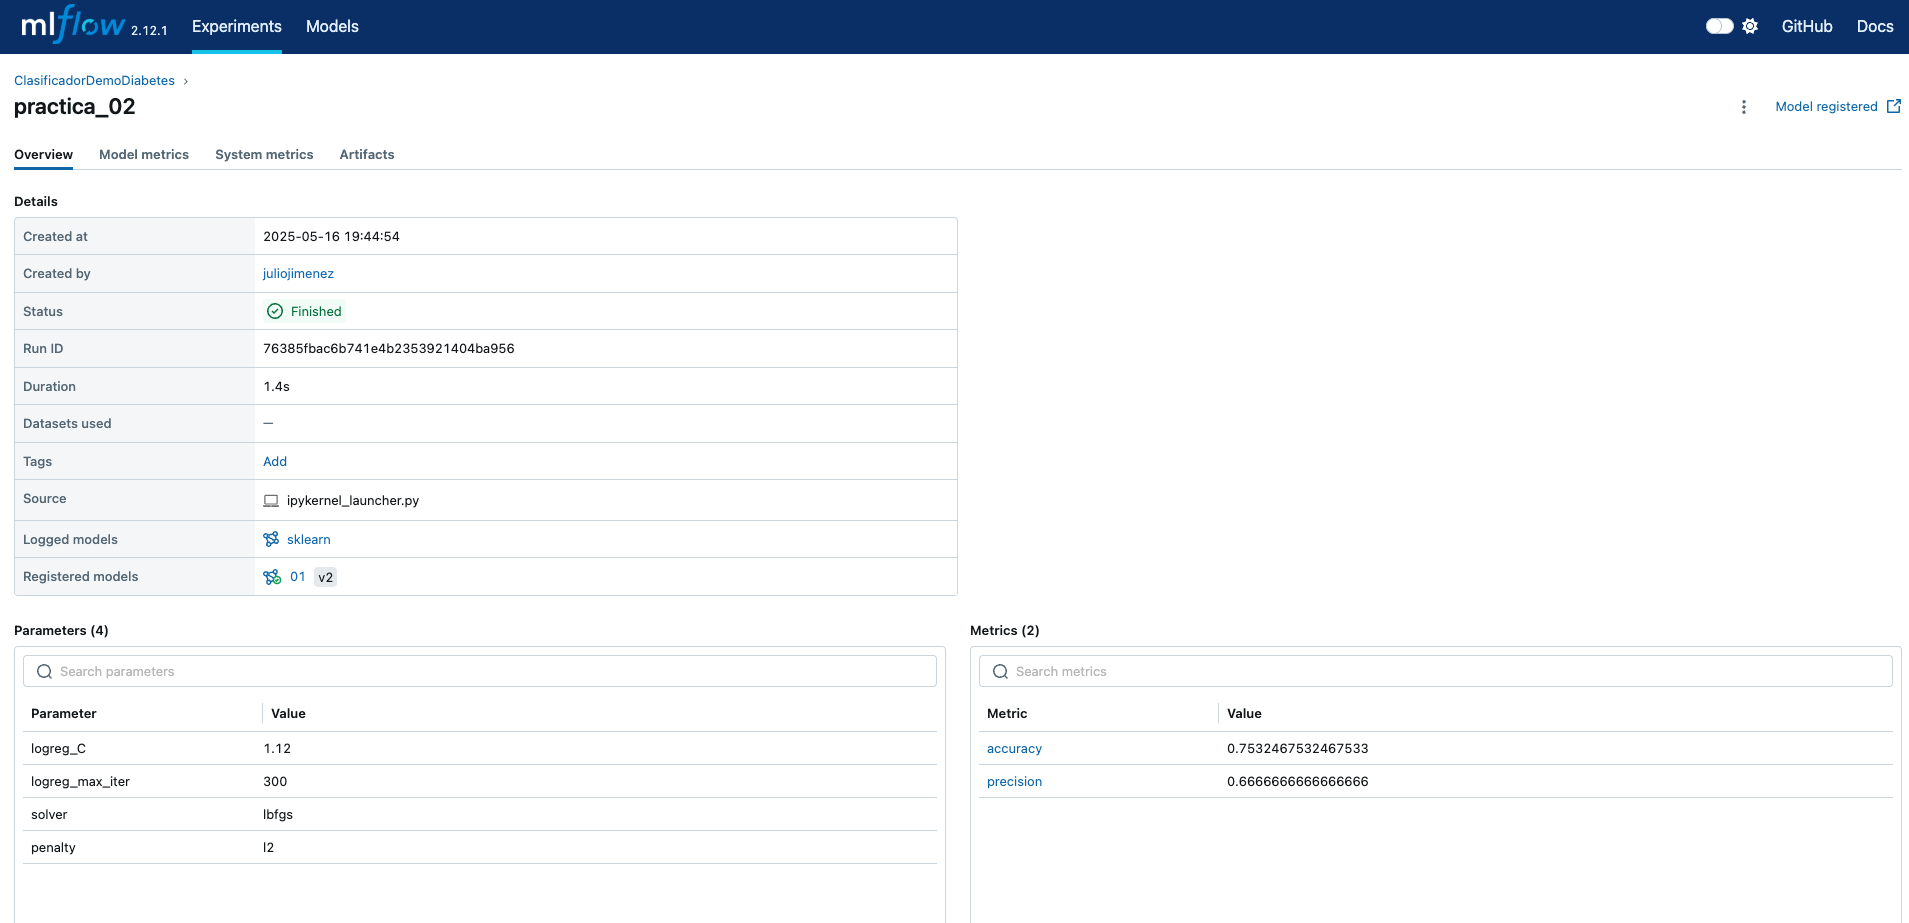 mlflow 2.12.1 Experiments Models GitHub Docs
ClasificadorDemoDiabetes ›
practica_02 Model registered
Overview Model metrics System metrics Artifacts
Details
Created at 2025-05-16 19:44:54
Created by juliojimenez
Status Finished
Run ID 76385fbac6b741e4b2353921404ba956
Duration 1.4s
Datasets used —
Tags Add
Source ipykernel_launcher.py
Logged models sklearn
Registered models 01 v2
Parameters (4)
Search parameters
Parameter Value
logreg_C 1.12
logreg_max_iter 300
solver lbfgs
penalty l2
Metrics (2)
Search metrics
Metric Value
accuracy 0.7532467532467533
precision 0.6666666666666666